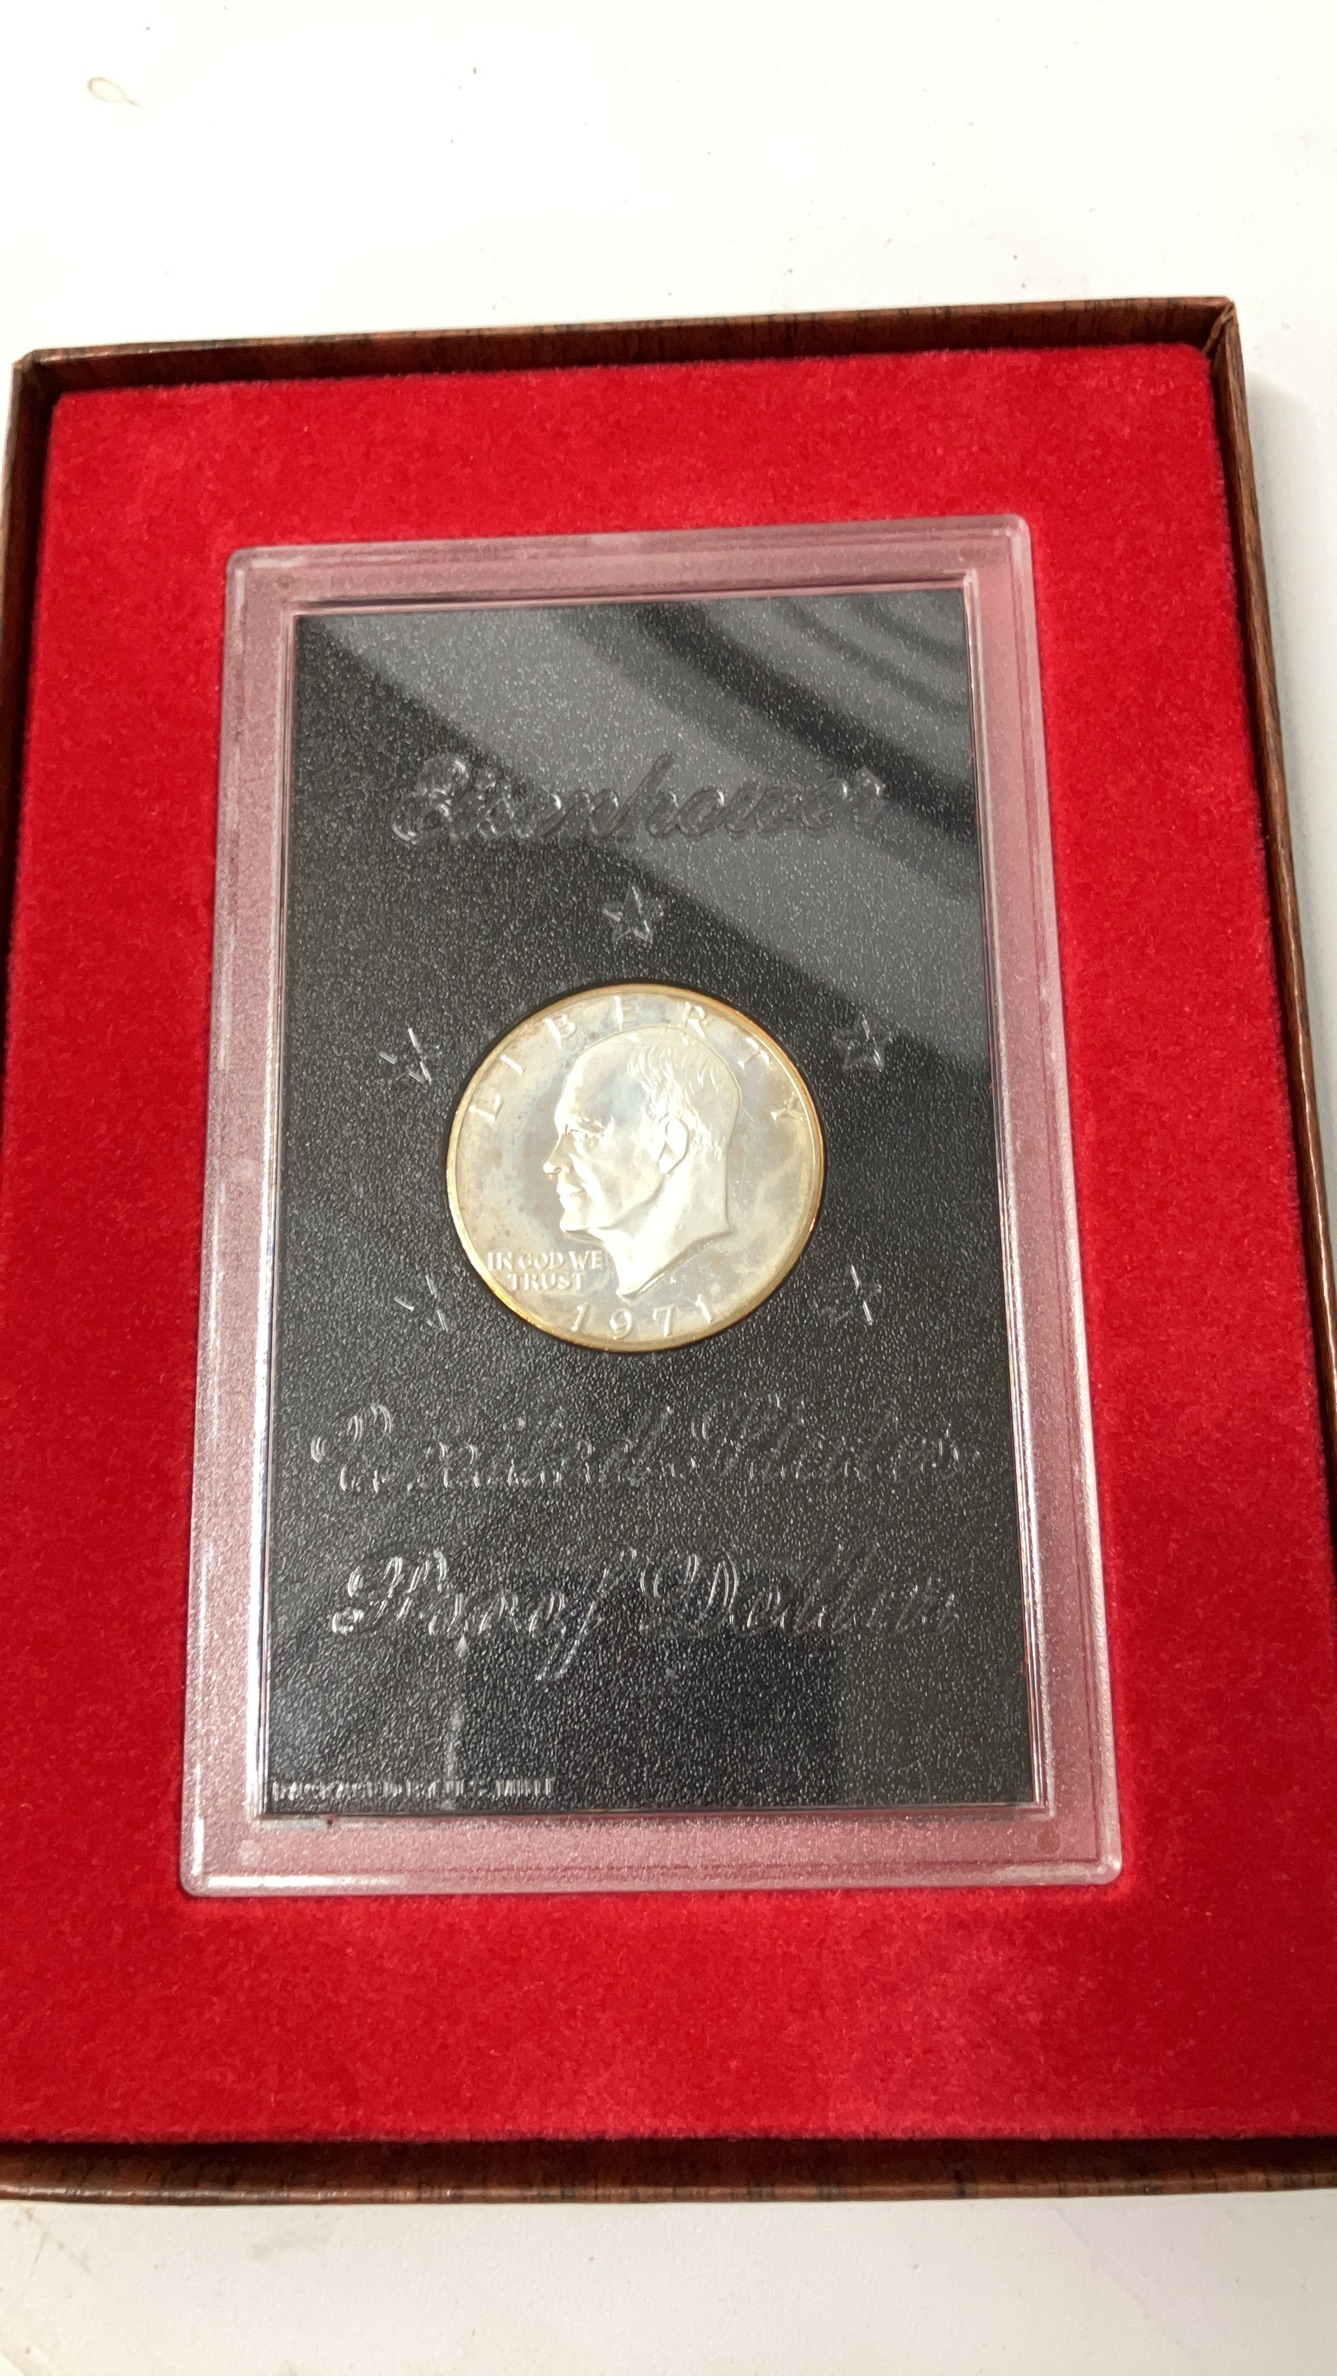 Eisenhower
LIBERTY
IN GOD WE
TRUST
1971
United States
Proof Dollar